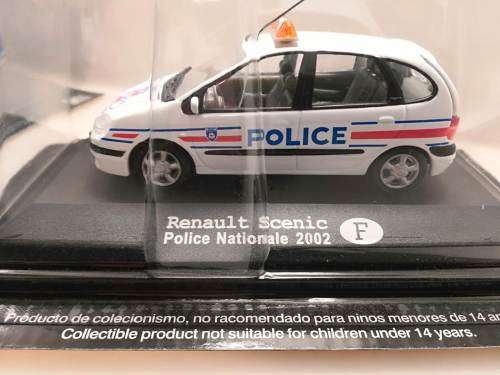 POLICE
Renault Scenic
Police Nationale 2002
F
Producto de colecionismo, no racomendado para ninos menores de 14 a
Collectible product not suitable for children under 14 years.